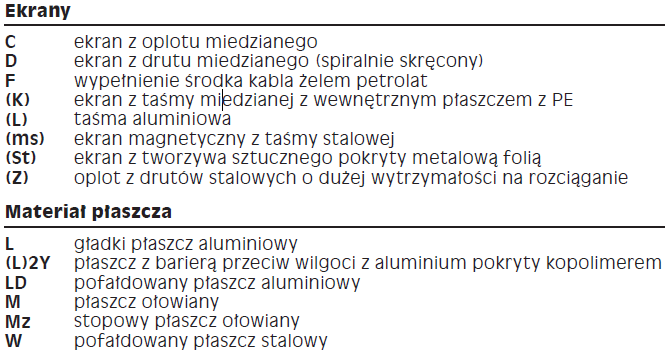 Ekrany
C ekran z oplotu miedzianego
D ekran z drutu miedzianego (spiralnie skręcony)
F wypełnienie środka kabla żelem petrolat
(K) ekran z taśmy miedzianej z wewnętrznym płaszczem z PE
(L) taśma aluminiowa
(ms) ekran magnetyczny z taśmy stalowej
(St) ekran z tworzywa sztucznego pokryty metalową folią
(Z) oplot z drutów stalowych o dużej wytrzymałości na rozciąganie
Materiał płaszcza
L gładki płaszcz aluminiowy
(L)2Y płaszcz z barierą przeciw wilgoci z aluminium pokryty kopolimerem
LD pofałdowany płaszcz aluminiowy
M płaszcz ołowiany
Mz stopowy płaszcz ołowiany
W pofałdowany płaszcz stalowy